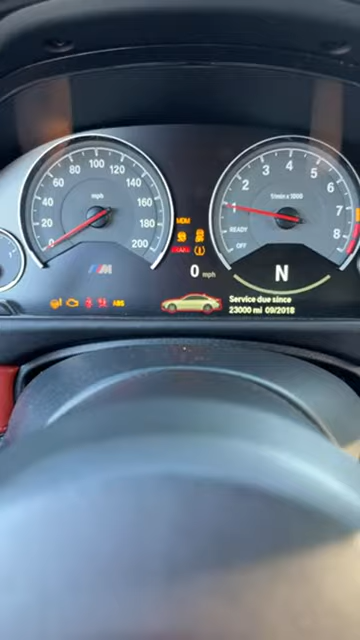 100
80
120
60
140
mph
40
160
20
180
0
200
M
MDM
ABS
0 mph
4
3
5
2
6
1/min x 1000
1
7
READY
8
OFF
N
Service due since
23000 mi 09/2018